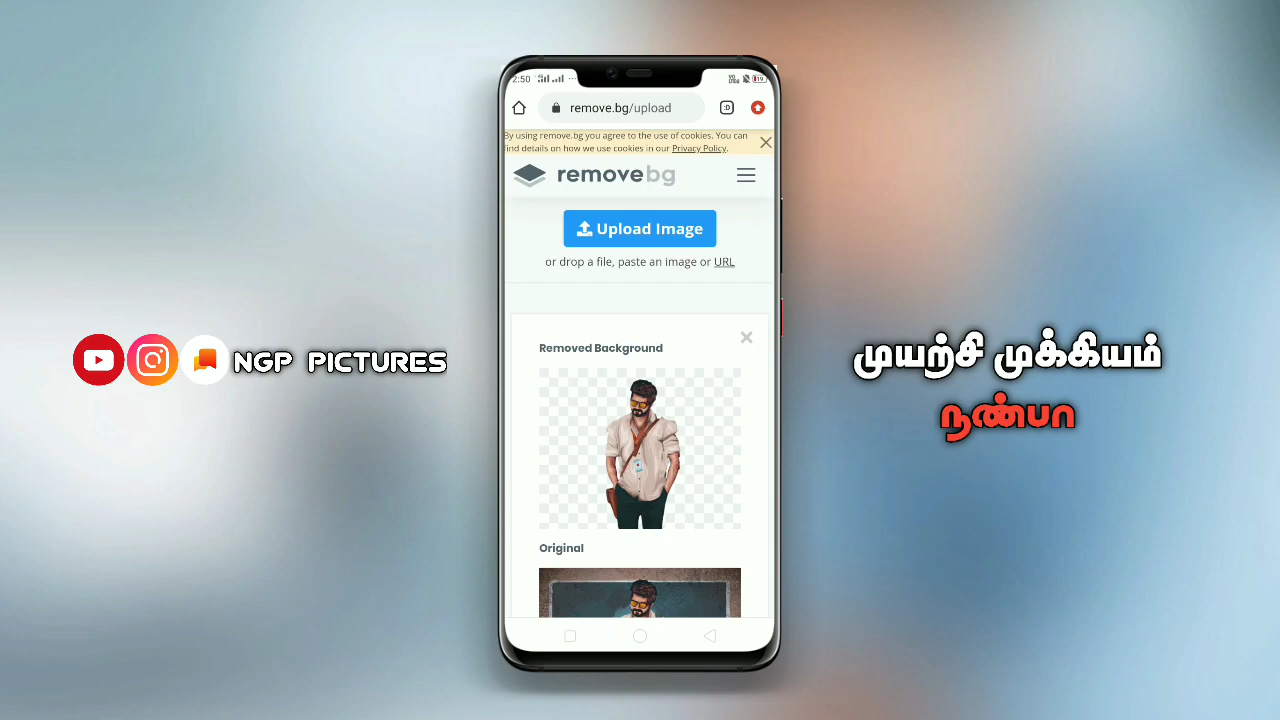 2:50
remove.bg/upload
:D
By using remove.bg you agree to the use of cookies. You can
find details on how we use cookies in our Privacy Policy.
removebg
Upload Image
or drop a file, paste an image or URL
Removed Background
Original
NGP PICTURES
முயற்சி முக்கியம்
நண்பா